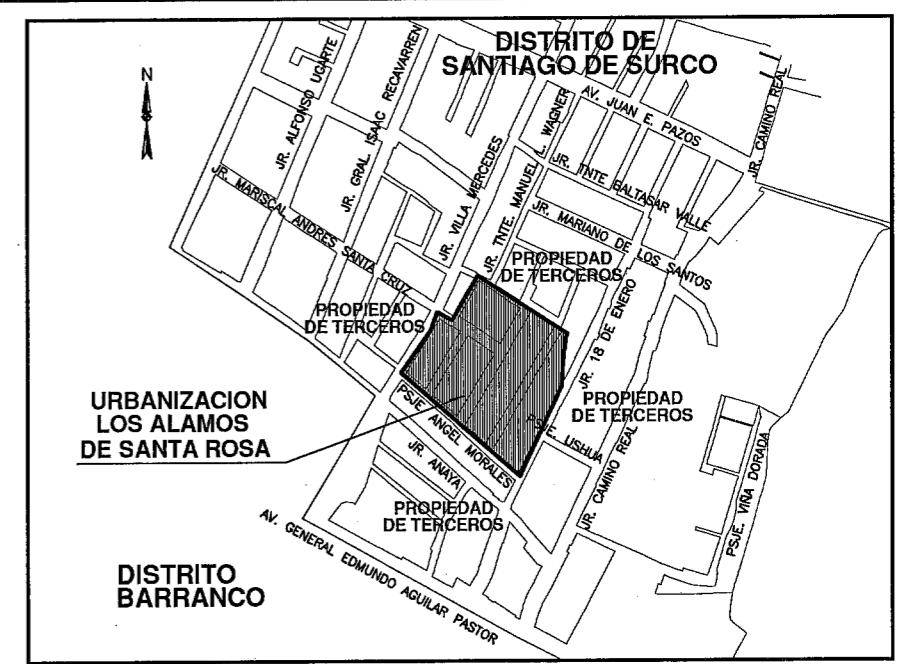 DISTRITO DE
SANTIAGO DE SURCO
N
JR. ALFONSO UGARTE
JR. GRAL ISAAC RECAVARREN
JR. VILLA MERCEDES
JR. TNTE. MANUEL L. WAGNER
AV. JUAN E. PAZOS
JR. CAMINO REAL
JR. TNTE BALTASAR VALLE
JR. MARIANO DE LOS SANTOS
JR. MARISCAL ANDRES SANTA CRUZ
PROPIEDAD
DE TERCEROS
PROPIEDAD
DE TERCEROS
JR. 18 DE ENERO
PROPIEDAD
DE TERCEROS
URBANIZACION
LOS ALAMOS
DE SANTA ROSA
PSJE ANGEL MORALES
PSJE. USHUA
JR. ANAYA
JR. CAMINO REAL
PSJE. VIÑA DORADA
PROPIEDAD
DE TERCEROS
AV. GENERAL EDMUNDO AGUILAR PASTOR
DISTRITO
BARRANCO